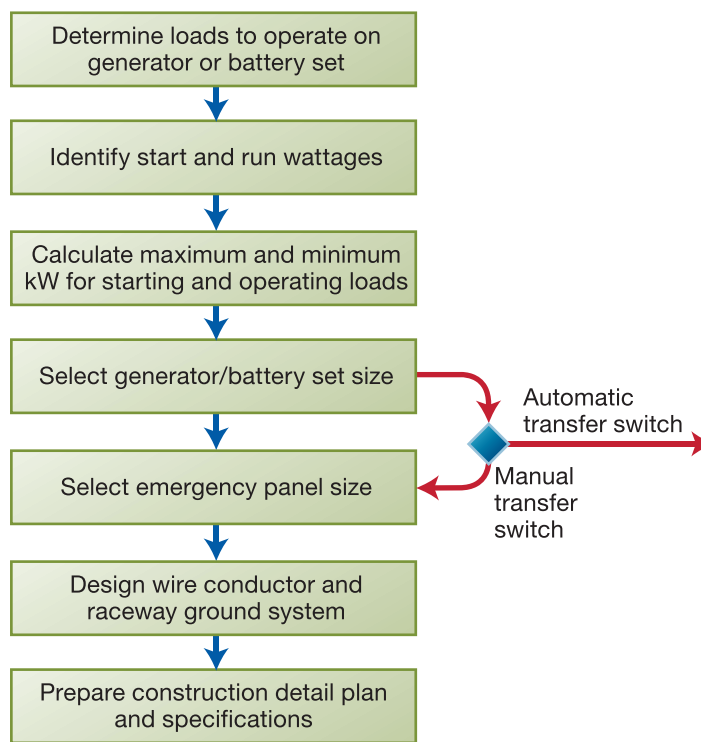 Determine loads to operate on
generator or battery set
Identify start and run wattages
Calculate maximum and minimum
kW for starting and operating loads
Select generator/battery set size
Automatic
transfer switch
Manual
transfer
switch
Select emergency panel size
Design wire conductor and
raceway ground system
Prepare construction detail plan
and specifications